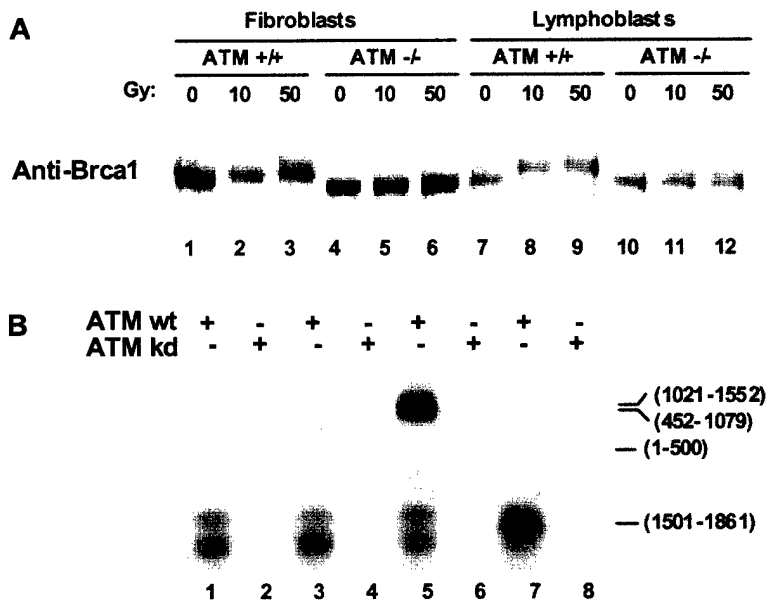 A
Fibroblasts Lymphoblasts
ATM +/+ ATM -/- ATM +/+ ATM -/-
Gy: 0 10 50 0 10 50 0 10 50 0 10 50
Anti-Brca1
1 2 3 4 5 6 7 8 9 10 11 12
B
ATM wt + - + - + - + -
ATM kd - + - + - + - +
(1021-1552)
(452-1079)
(1-500)
(1501-1861)
1 2 3 4 5 6 7 8